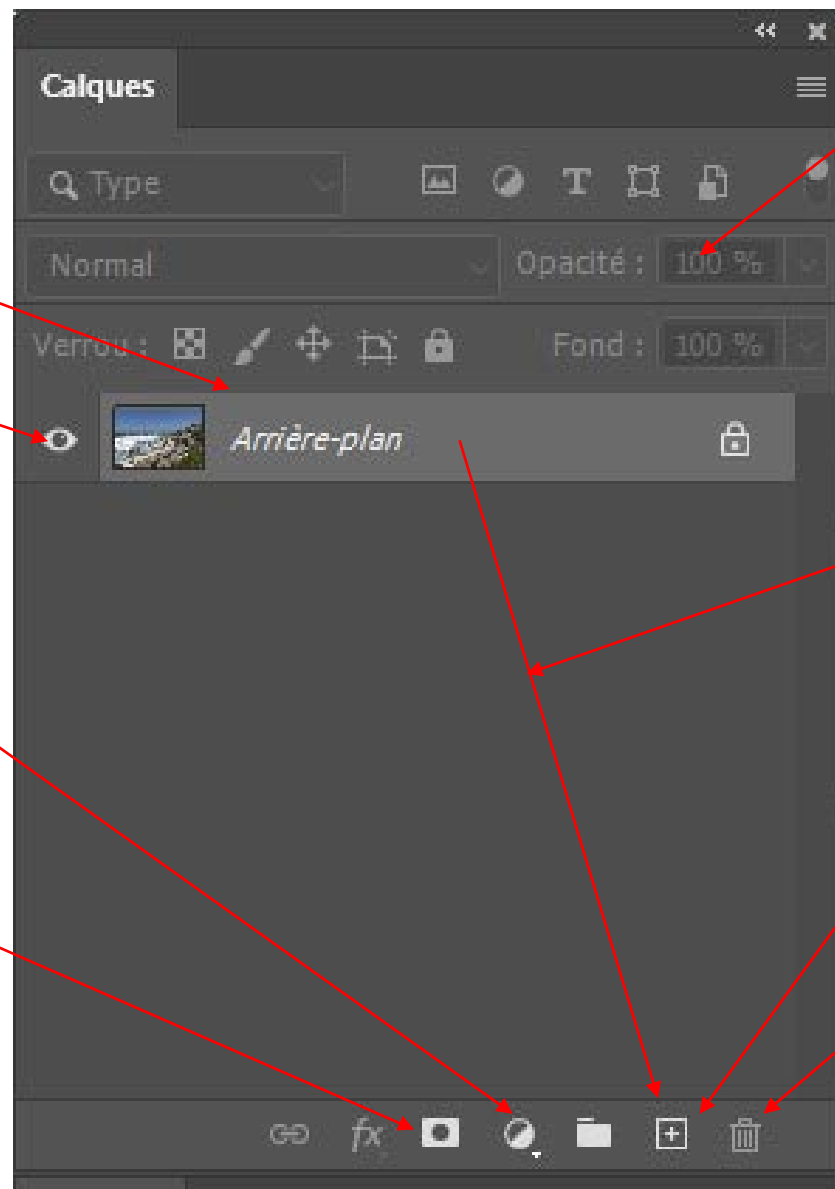 Calques
Type
T
Normal
Opacité :
100 %
Verrou :
Fond :
100 %
Arrière-plan
fx